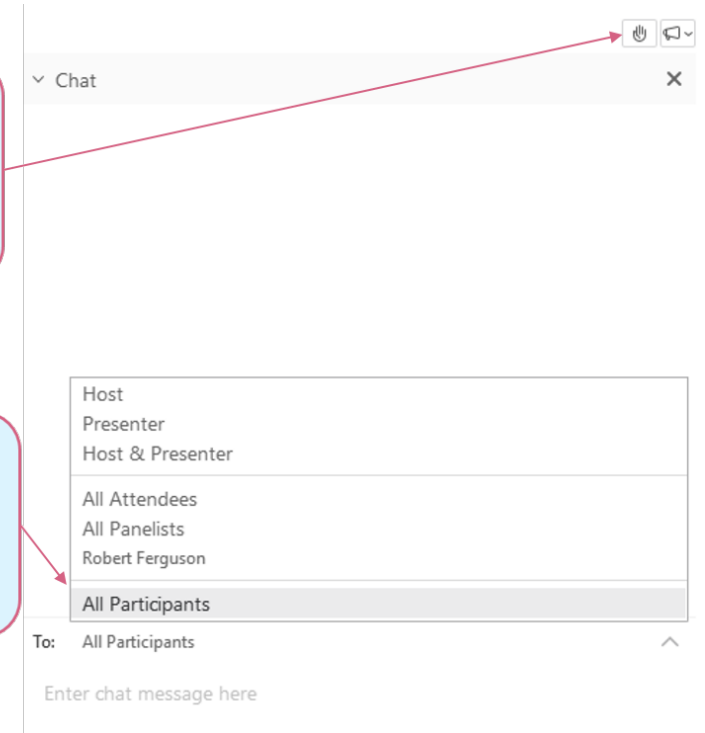 Chat
Host
Presenter
Host & Presenter
All Attendees
All Panelists
Robert Ferguson
All Participants
To: All Participants
Enter chat message here